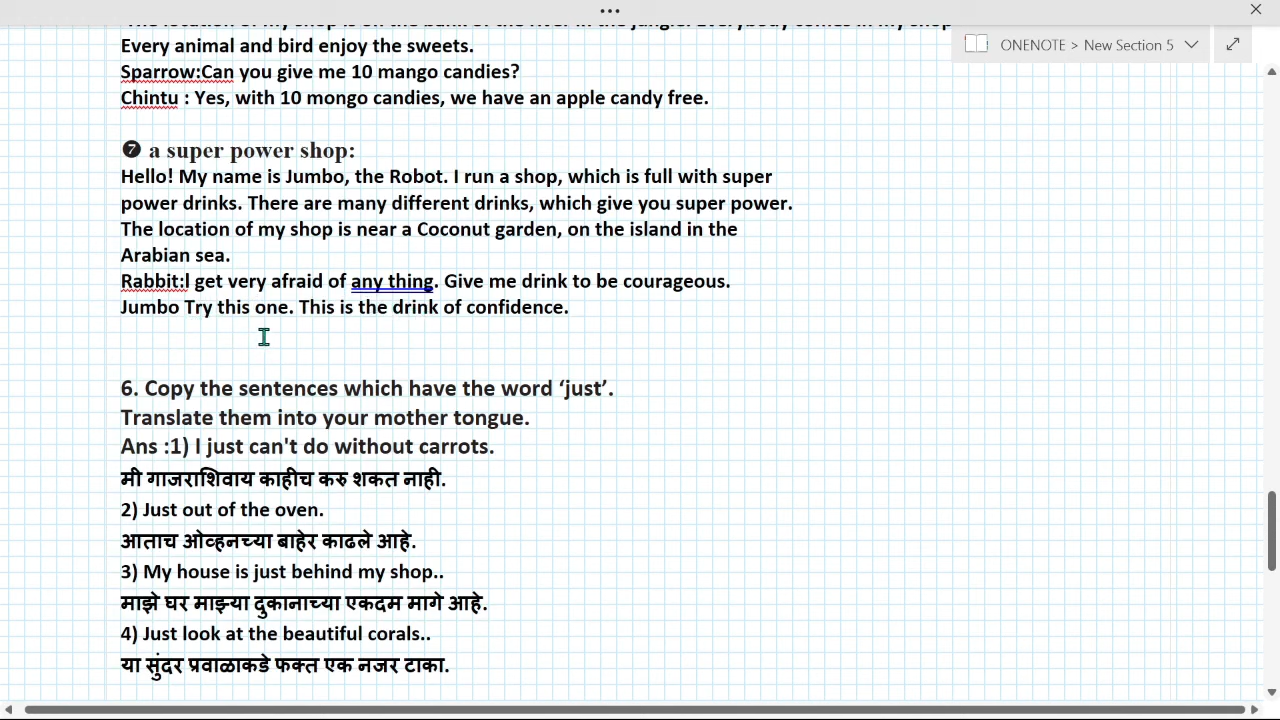 ONENOTE > New Section 5
Every animal and bird enjoy the sweets.
Sparrow:Can you give me 10 mango candies?
Chintu : Yes, with 10 mongo candies, we have an apple candy free.
❼ a super power shop:
Hello! My name is Jumbo, the Robot. I run a shop, which is full with super
power drinks. There are many different drinks, which give you super power.
The location of my shop is near a Coconut garden, on the island in the
Arabian sea.
Rabbit:I get very afraid of any thing. Give me drink to be courageous.
Jumbo Try this one. This is the drink of confidence.
6. Copy the sentences which have the word ‘just’.
Translate them into your mother tongue.
Ans :1) I just can't do without carrots.
मी गाजराशिवाय काहीच करु शकत नाही.
2) Just out of the oven.
आताच ओव्हनच्या बाहेर काढले आहे.
3) My house is just behind my shop..
माझे घर माझ्या दुकानाच्या एकदम मागे आहे.
4) Just look at the beautiful corals..
या सुंदर प्रवाळाकडे फक्त एक नजर टाका.